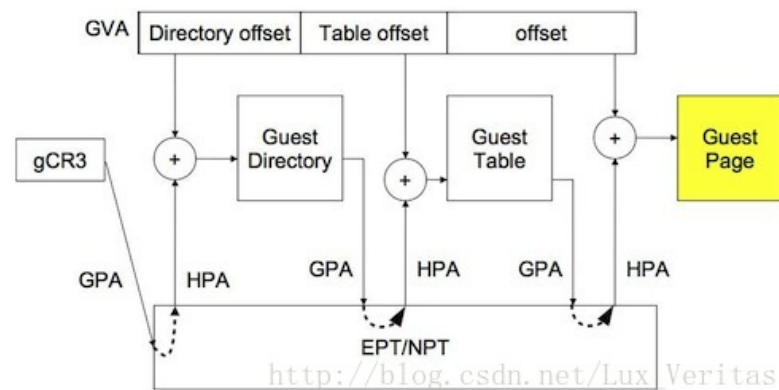 GVA
Directory offset
Table offset
offset
gCR3
Guest
Directory
Guest
Table
Guest
Page
+
+
+
GPA
HPA
GPA
HPA
GPA
HPA
EPT/NPT
http://blog.csdn.net/Lux_Veritas